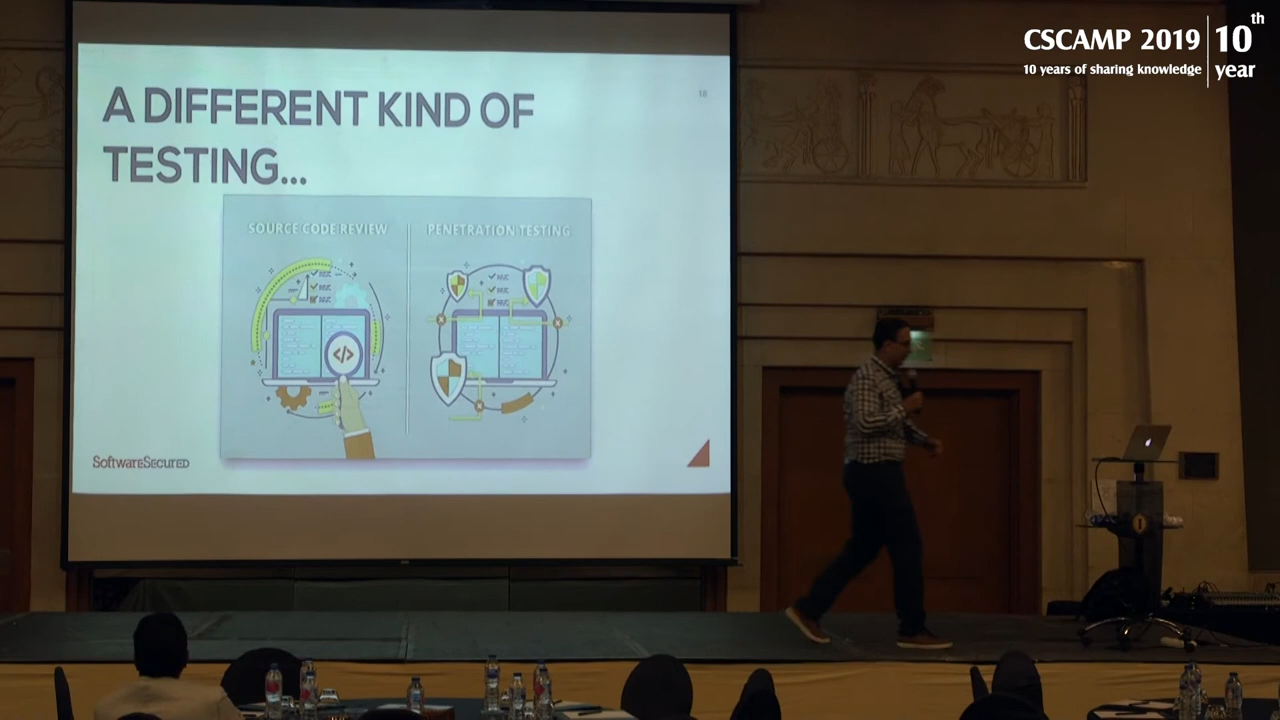 CSCAMP 2019
10 years of sharing knowledge
10th
year
A DIFFERENT KIND OF
TESTING...
18
SOURCE CODE REVIEW
PENETRATION TESTING
</>
SOFTWARESECURED